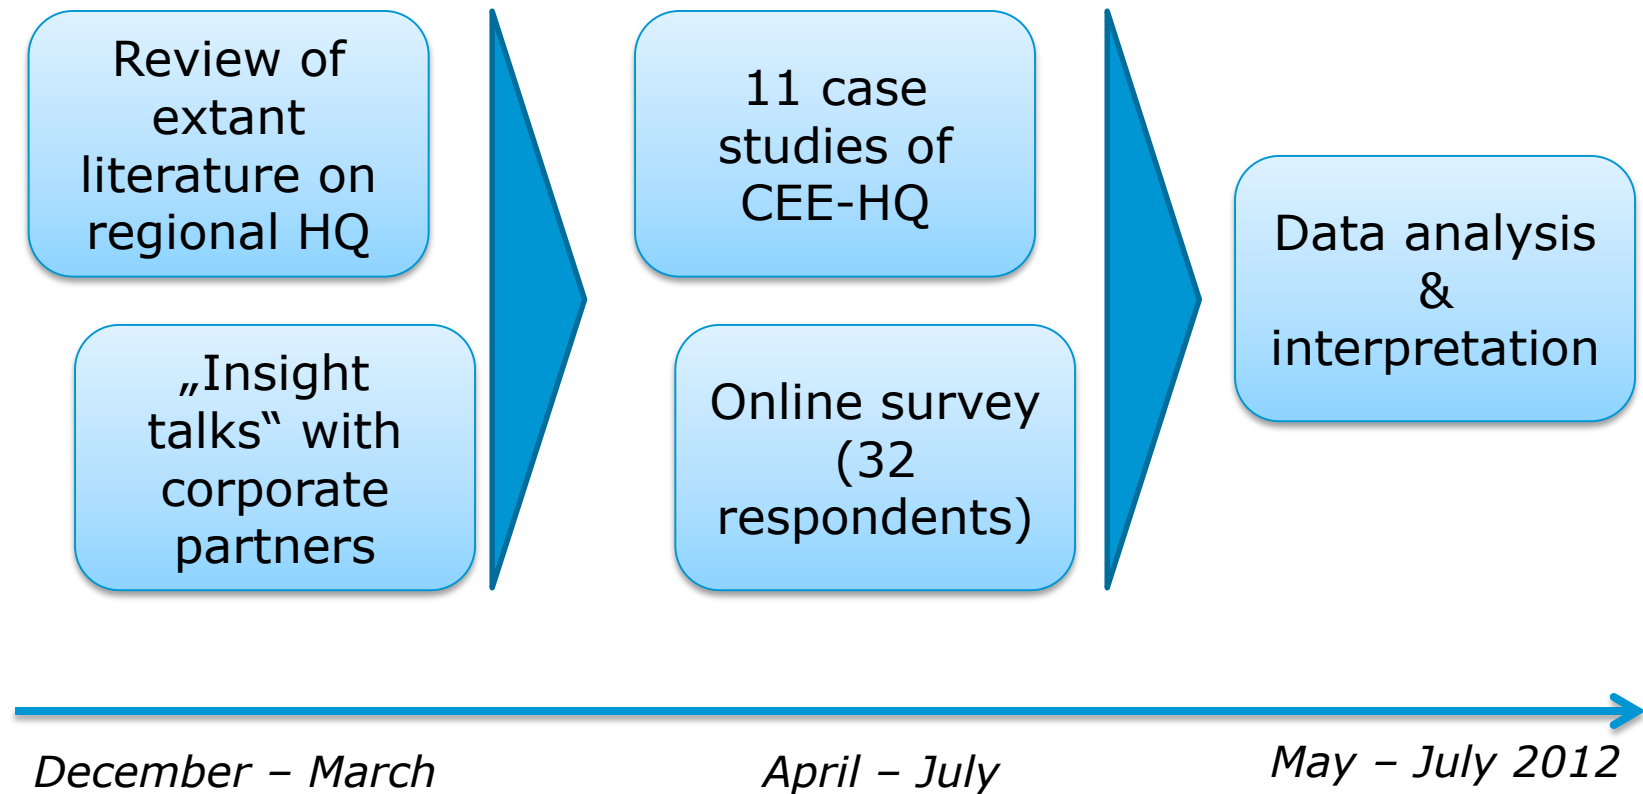 Review of
extant
literature on
regional HQ
„Insight
talks“ with
corporate
partners
11 case
studies of
CEE-HQ
Online survey
(32
respondents)
Data analysis
&
interpretation
December – March
April – July
May – July 2012